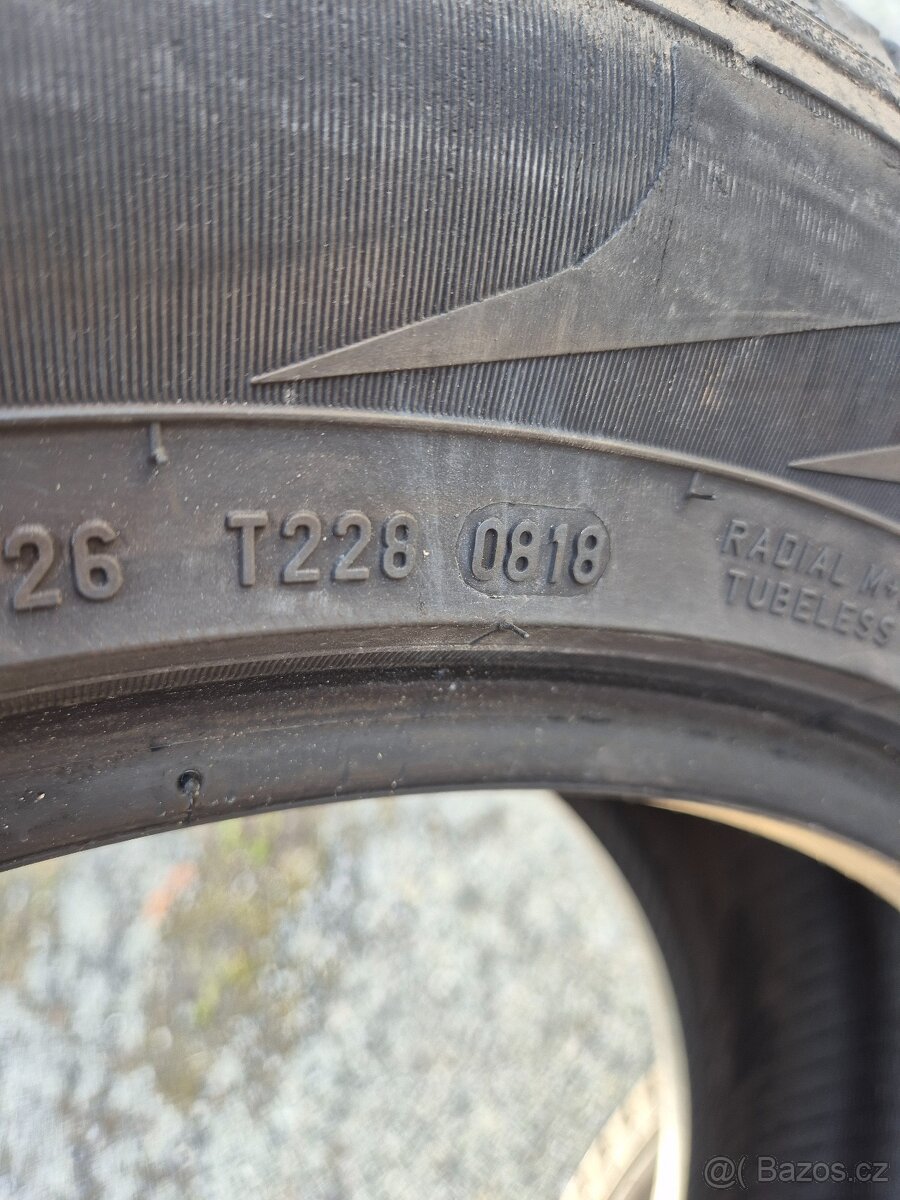 26 T228 0818
RADIAL M+
TUBELESS
@( Bazos.cz